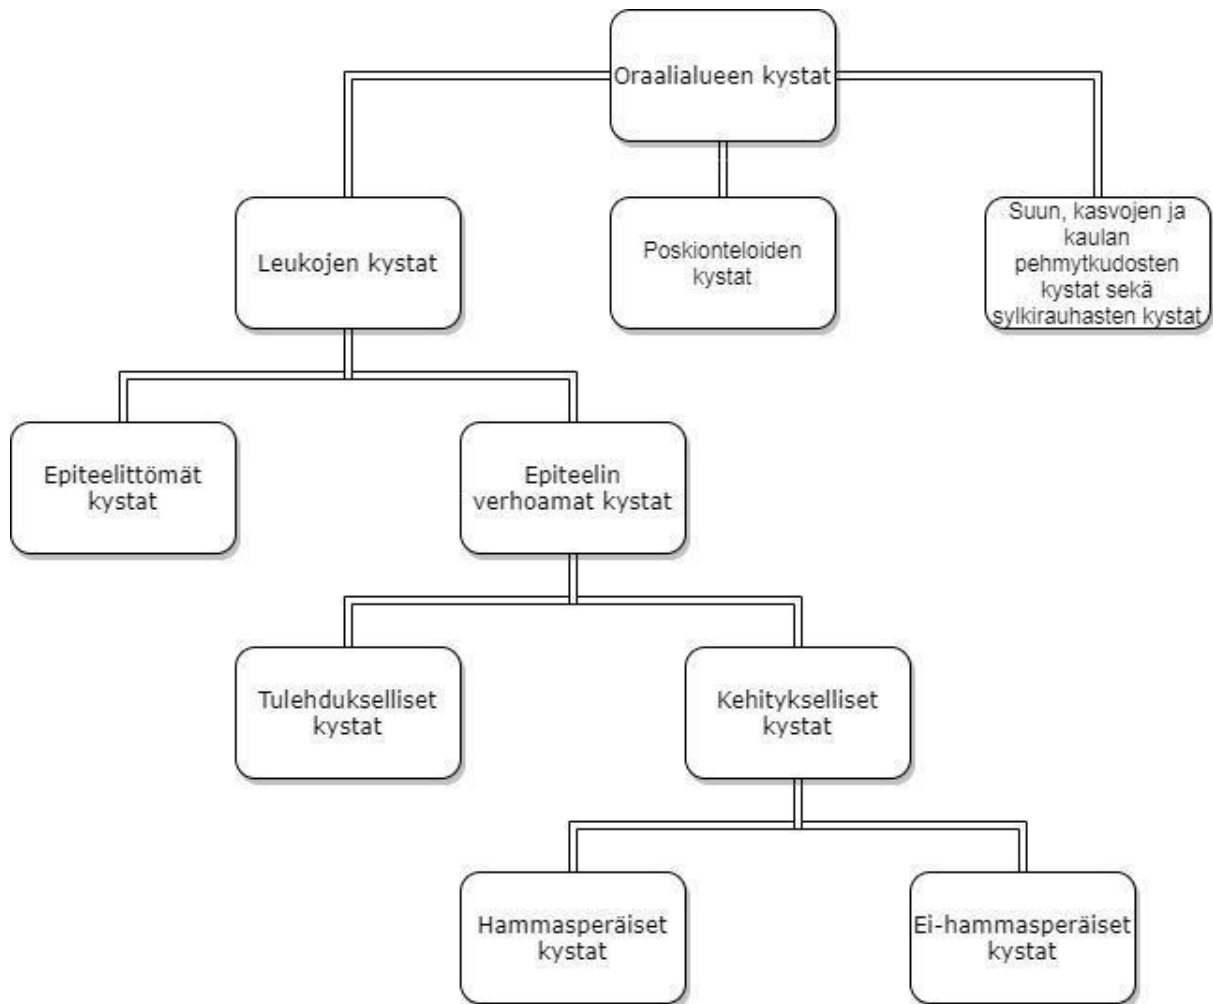 Oraalialueen kystat
Leukojen kystat
Poskionteloiden
kystat
Suun, kasvojen ja
kaulan
pehmytkudosten
kystat sekä
sylkirauhasten kystat
Epiteelittömät
kystat
Epiteelin
verhoamat kystat
Tulehdukselliset
kystat
Kehitykselliset
kystat
Hammasperäiset
kystat
Ei-hammasperäiset
kystat